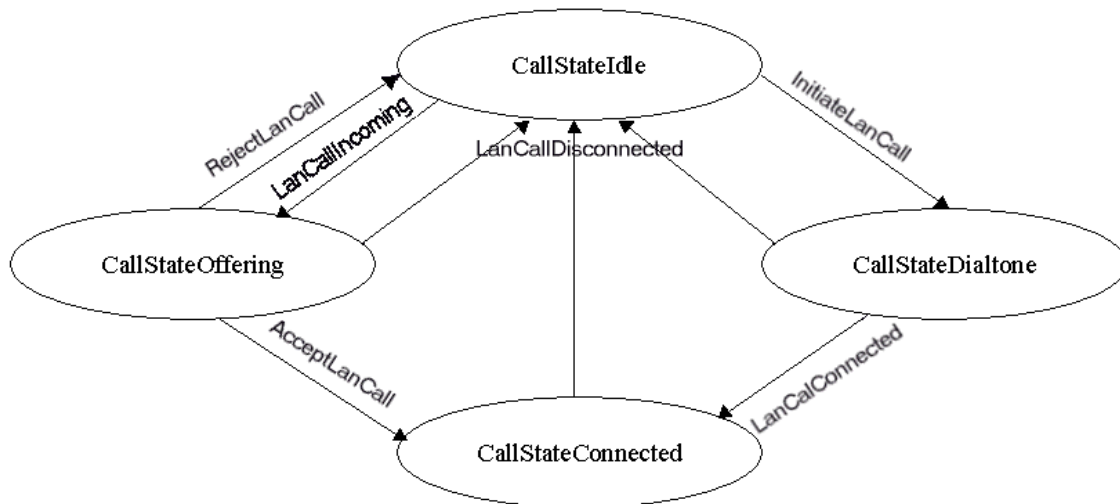 CallStateIdle
RejectLanCall
LanCallIncoming
InitiateLanCall
LanCallDisconnected
CallStateOffering
CallStateDialtone
AcceptLanCall
LanCalConnected
CallStateConnected